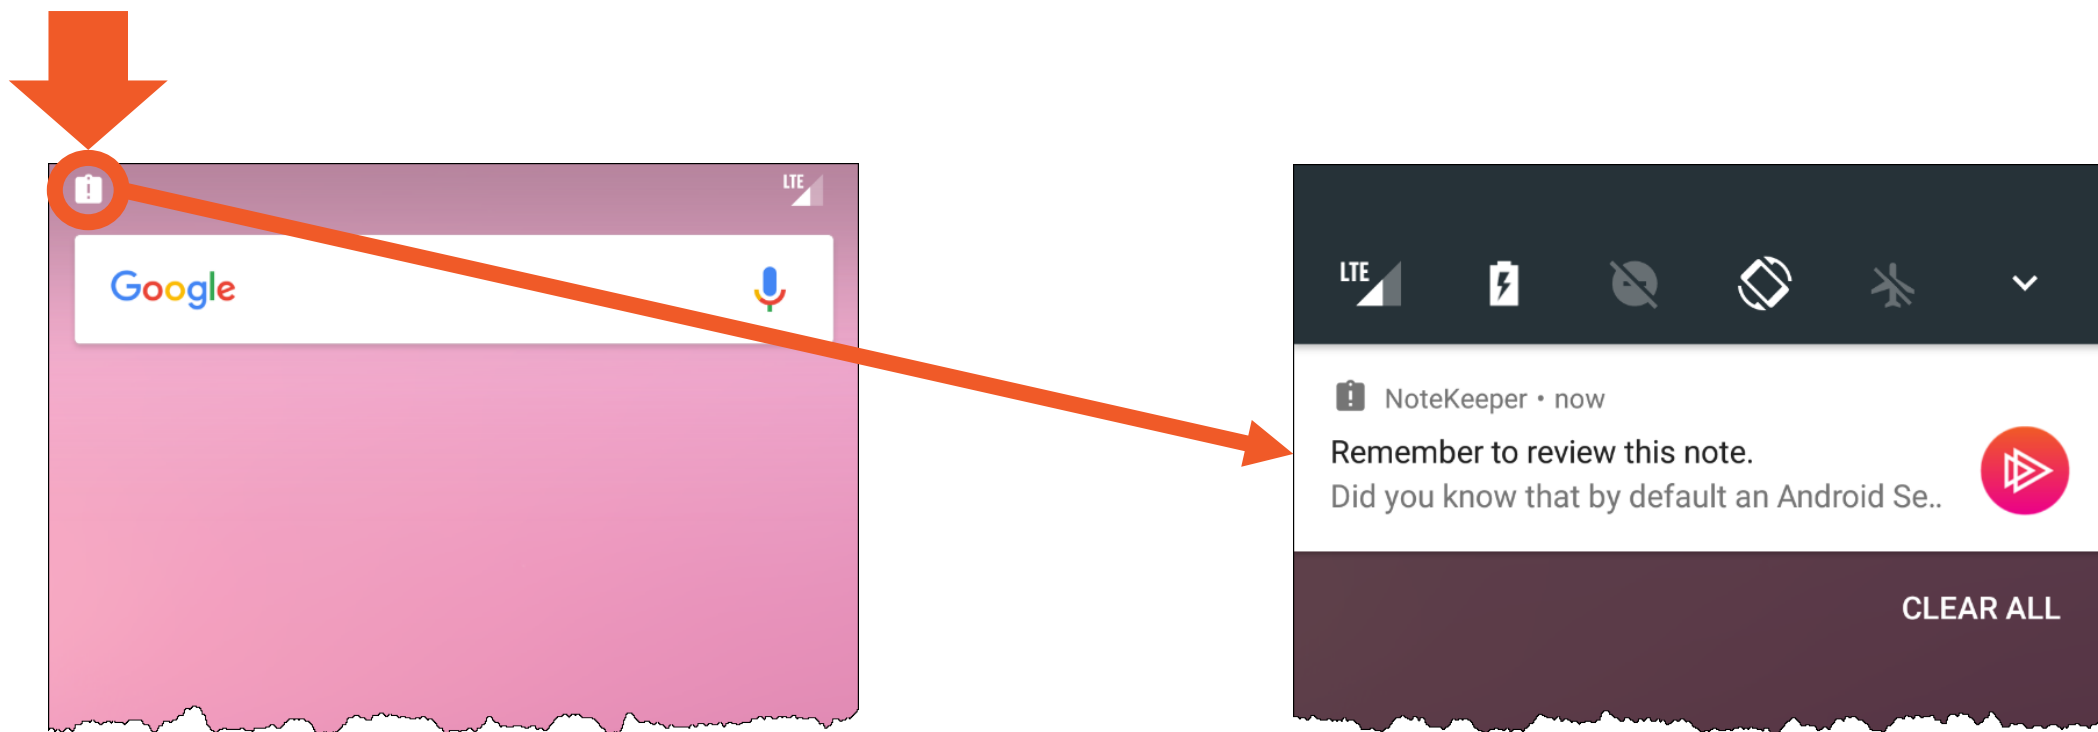 LTE
Google
LTE
NoteKeeper • now
Remember to review this note.
Did you know that by default an Android Se..
CLEAR ALL